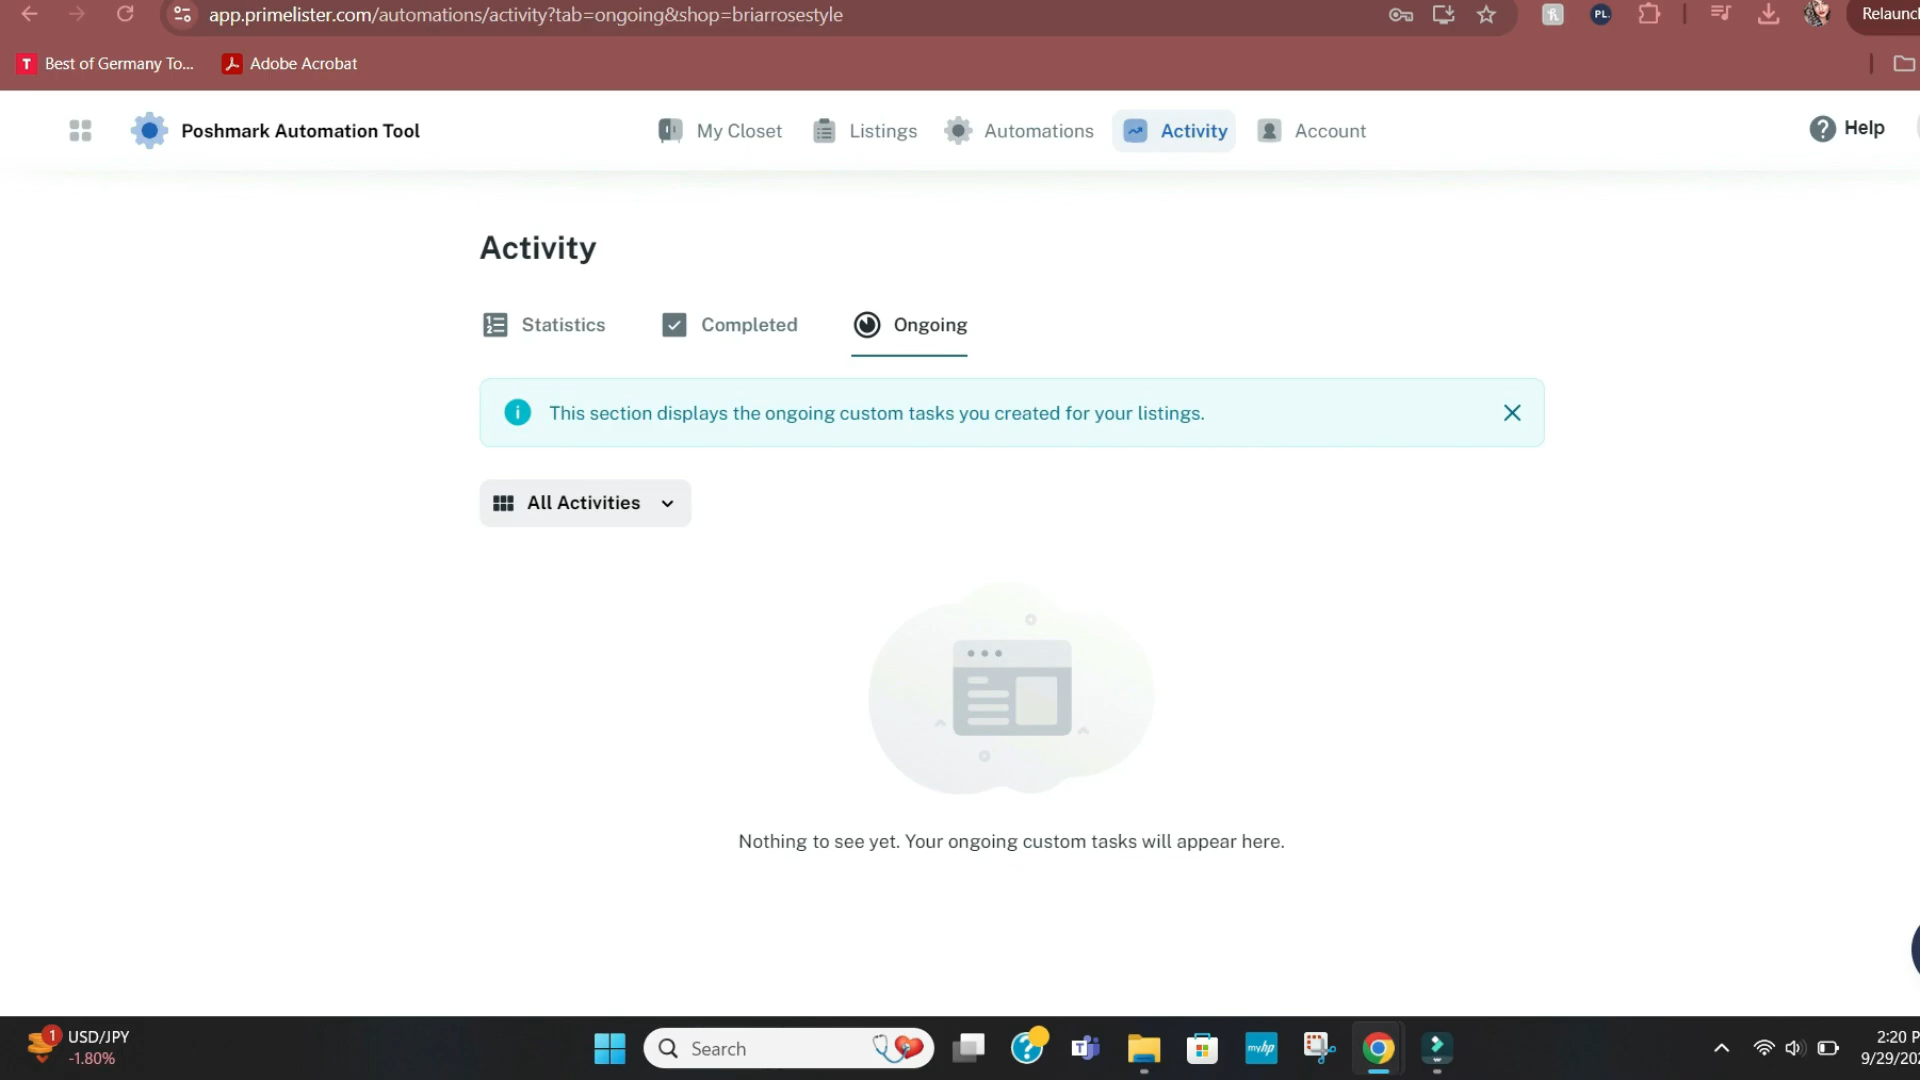 app.primelister.com/automations/activity?tab=ongoing&shop=briarrosestyle
PL
Relaunch
T Best of Germany To...
Adobe Acrobat
Poshmark Automation Tool
My Closet
Listings
Automations
Activity
Account
Help
Activity
Statistics
Completed
Ongoing
This section displays the ongoing custom tasks you created for your listings.
All Activities
Nothing to see yet. Your ongoing custom tasks will appear here.
1
USD/JPY
-1.80%
Search
myhp
2:20 P
9/29/202